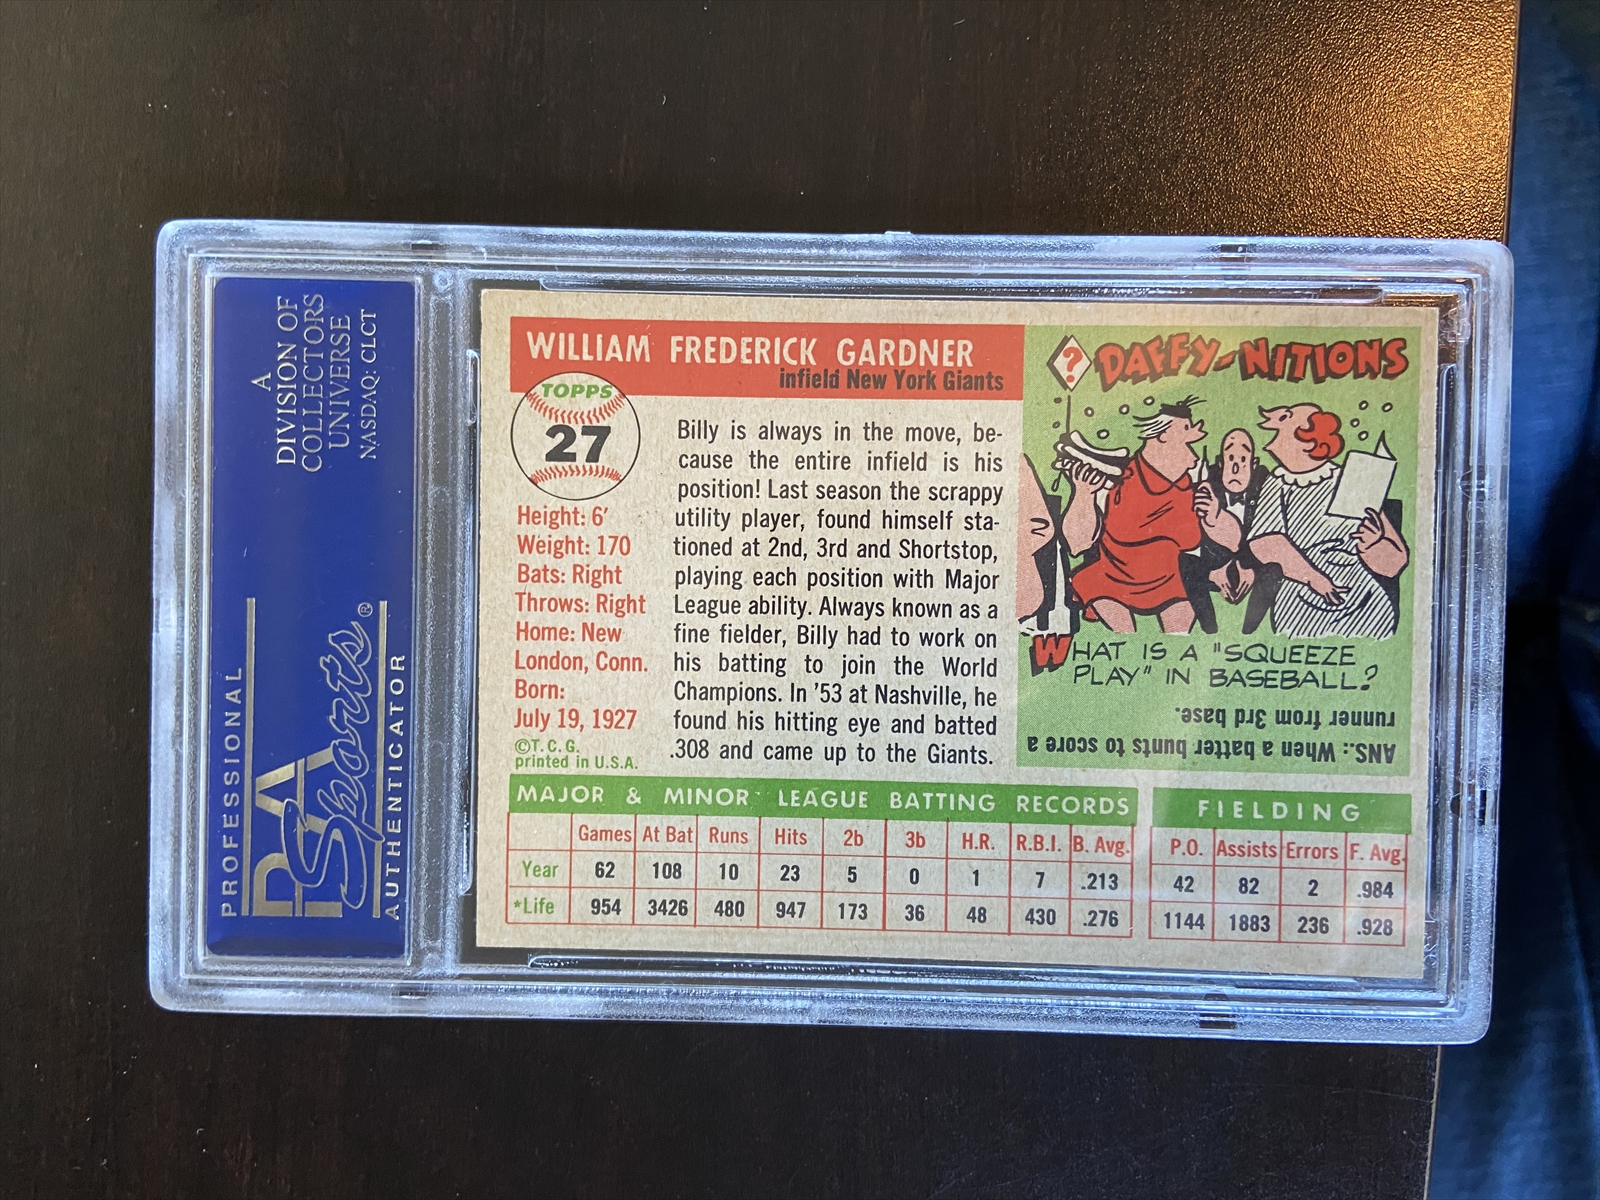 A
DIVISION OF
COLLECTORS
UNIVERSE
NASDAQ: CLCT
PROFESSIONAL
PSA
Sports®
AUTHENTICATOR
WILLIAM FREDERICK GARDNER
infield New York Giants
TOPPS
27
Height: 6′
Weight: 170
Bats: Right
Throws: Right
Home: New
London, Conn.
Born:
July 19, 1927
©T. C. G.
printed in U.S.A.
Billy is always in the move, be-
cause the entire infield is his
position! Last season the scrappy
utility player, found himself sta-
tioned at 2nd, 3rd and Shortstop,
playing each position with Major
League ability. Always known as a
fine fielder, Billy had to work on
his batting to join the World
Champions. In '53 at Nashville, he
found his hitting eye and batted
.308 and came up to the Giants.
? DAFFY-NITIONS
WHAT IS A "SQUEEZE
PLAY" IN BASEBALL?
ANS.: When a batter bunts to score a
runner from 3rd base.
MAJOR & MINOR LEAGUE BATTING RECORDS
Games At Bat Runs Hits 2b 3b H.R. R.B.I. B. Avg.
Year 62 108 10 23 5 0 1 7 .213
*Life 954 3426 480 947 173 36 48 430 .276
FIELDING
P.O. Assists Errors F. Avg.
42 82 2 .984
1144 1883 236 .928